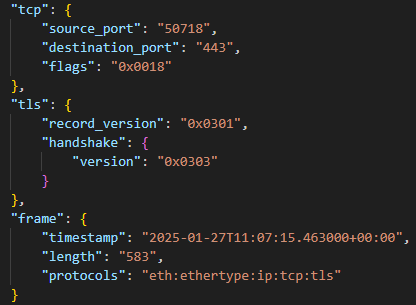 "tcp": {
    "source_port": "50718",
    "destination_port": "443",
    "flags": "0x0018"
},
"tls": {
    "record_version": "0x0301",
    "handshake": {
        "version": "0x0303"
    }
},
"frame": {
    "timestamp": "2025-01-27T11:07:15.463000+00:00",
    "length": "583",
    "protocols": "eth:ethertype:ip:tcp:tls"
}